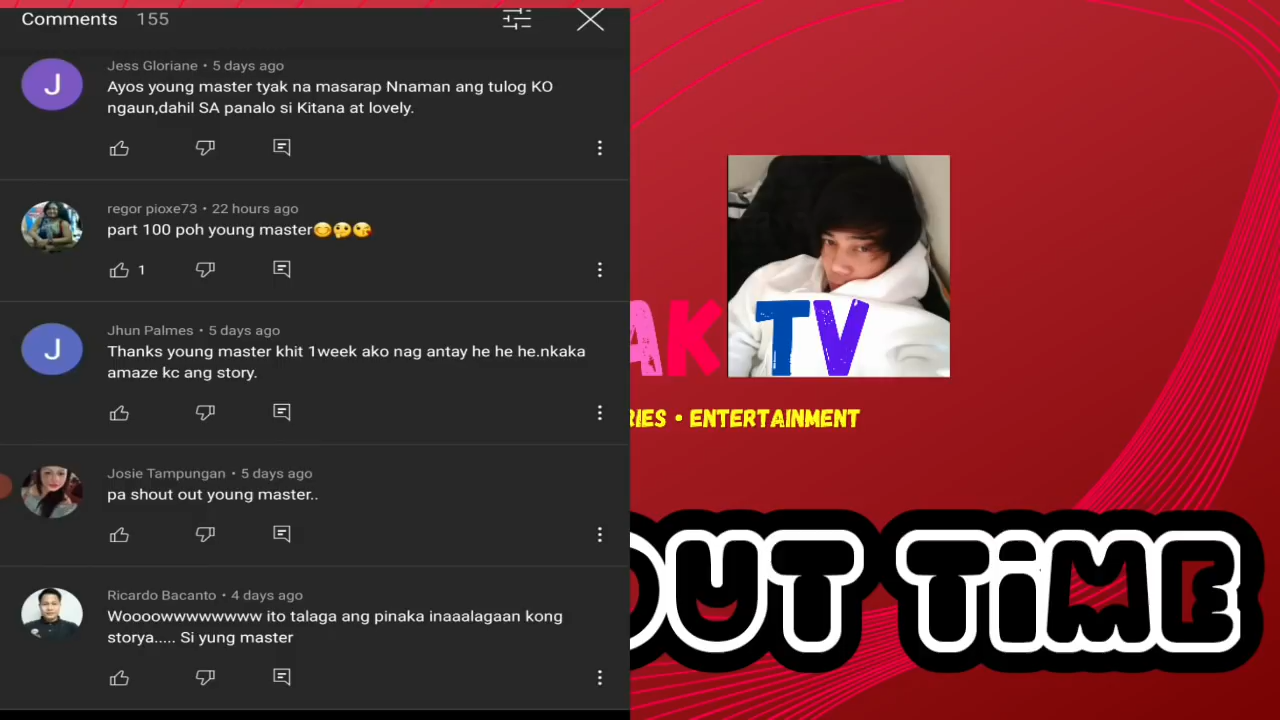 Comments 155
Jess Gloriane • 5 days ago
Ayos young master tyak na masarap Nnaman ang tulog KO
ngaun,dahil SA panalo si Kitana at lovely.
regor pioxe73 • 22 hours ago
part 100 poh young master😋🤔😘
1
Jhun Palmes • 5 days ago
Thanks young master khit 1week ako nag antay he he he.nkaka
amaze kc ang story.
Josie Tampungan • 5 days ago
pa shout out young master..
Ricardo Bacanto • 4 days ago
Woooowwwwwwww ito talaga ang pinaka inaaalagaan kong
storya..... Si yung master
AK TV
RIES • ENTERTAINMENT
OUT TiME